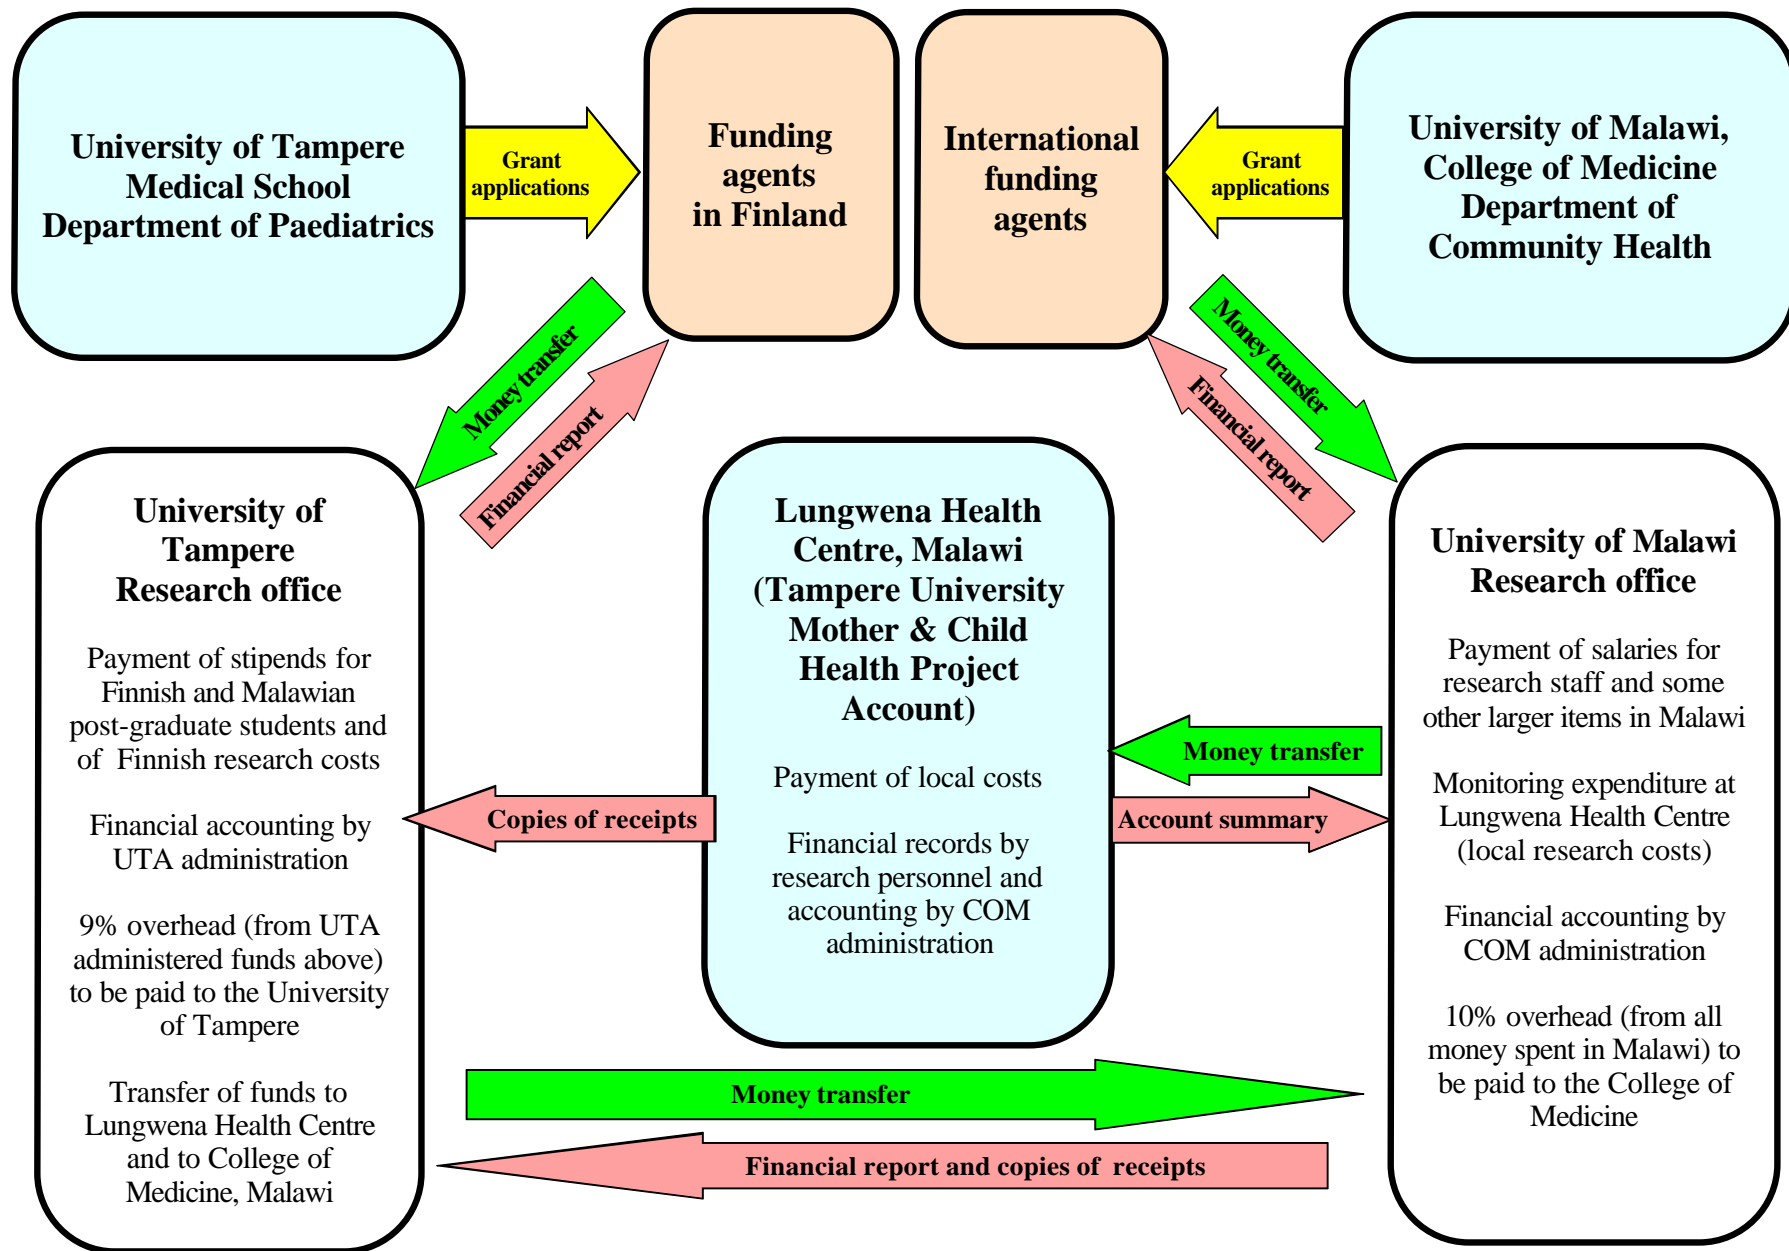 University of Tampere
Medical School
Department of Paediatrics
Grant
applications
Funding
agents
in Finland
International
funding
agents
Grant
applications
University of Malawi,
College of Medicine
Department of
Community Health
Money transfer
Financial report
Money transfer
Financial report
University of
Tampere
Research office
Payment of stipends for
Finnish and Malawian
post-graduate students and
of Finnish research costs
Financial accounting by
UTA administration
9% overhead (from UTA
administered funds above)
to be paid to the University
of Tampere
Transfer of funds to
Lungwena Health Centre
and to College of
Medicine, Malawi
Copies of receipts
Lungwena Health
Centre, Malawi
(Tampere University
Mother & Child
Health Project
Account)
Payment of local costs
Financial records by
research personnel and
accounting by COM
administration
Money transfer
Account summary
University of Malawi
Research office
Payment of salaries for
research staff and some
other larger items in Malawi
Monitoring expenditure at
Lungwena Health Centre
(local research costs)
Financial accounting by
COM administration
10% overhead (from all
money spent in Malawi) to
be paid to the College of
Medicine
Money transfer
Financial report and copies of receipts